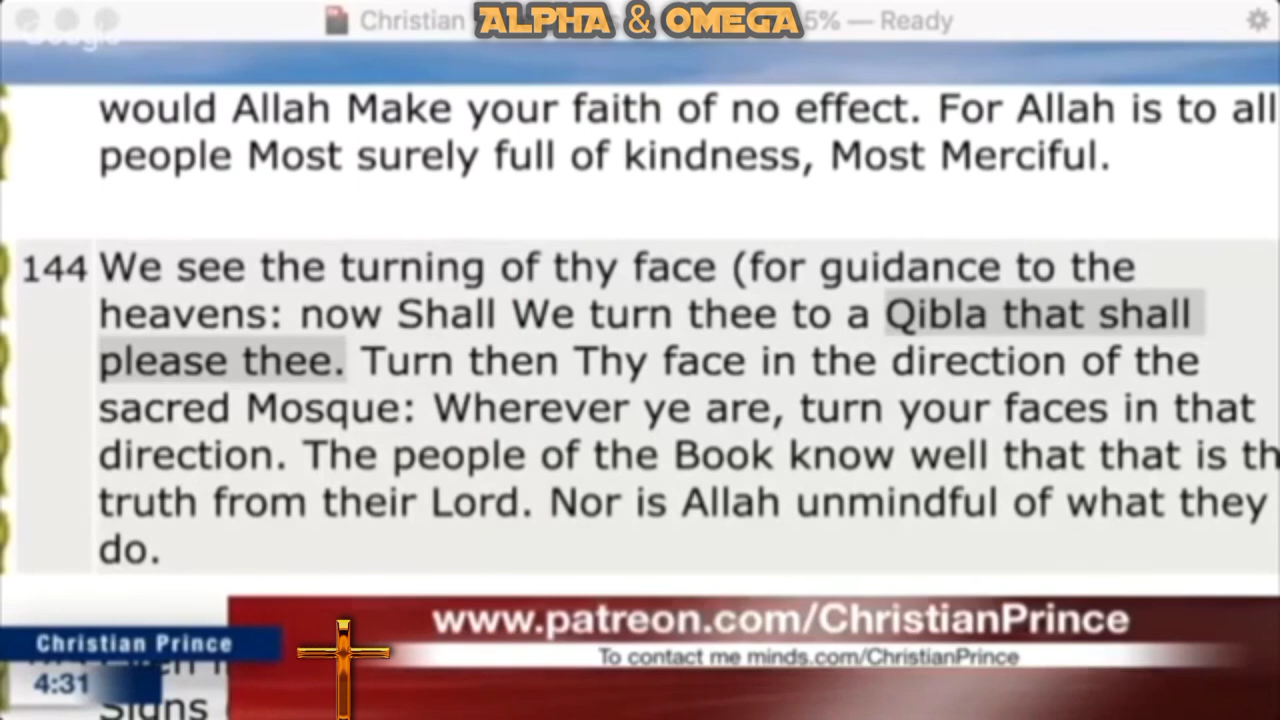 ALPHA & OMEGA
Christian 5% — Ready
Google
would Allah Make your faith of no effect. For Allah is to all
people Most surely full of kindness, Most Merciful.
144 We see the turning of thy face (for guidance to the
heavens: now Shall We turn thee to a Qibla that shall
please thee. Turn then Thy face in the direction of the
sacred Mosque: Wherever ye are, turn your faces in that
direction. The people of the Book know well that that is th
truth from their Lord. Nor is Allah unmindful of what they
do.
www.patreon.com/ChristianPrince
Christian Prince
To contact me minds.com/ChristianPrince
4:31
Signs